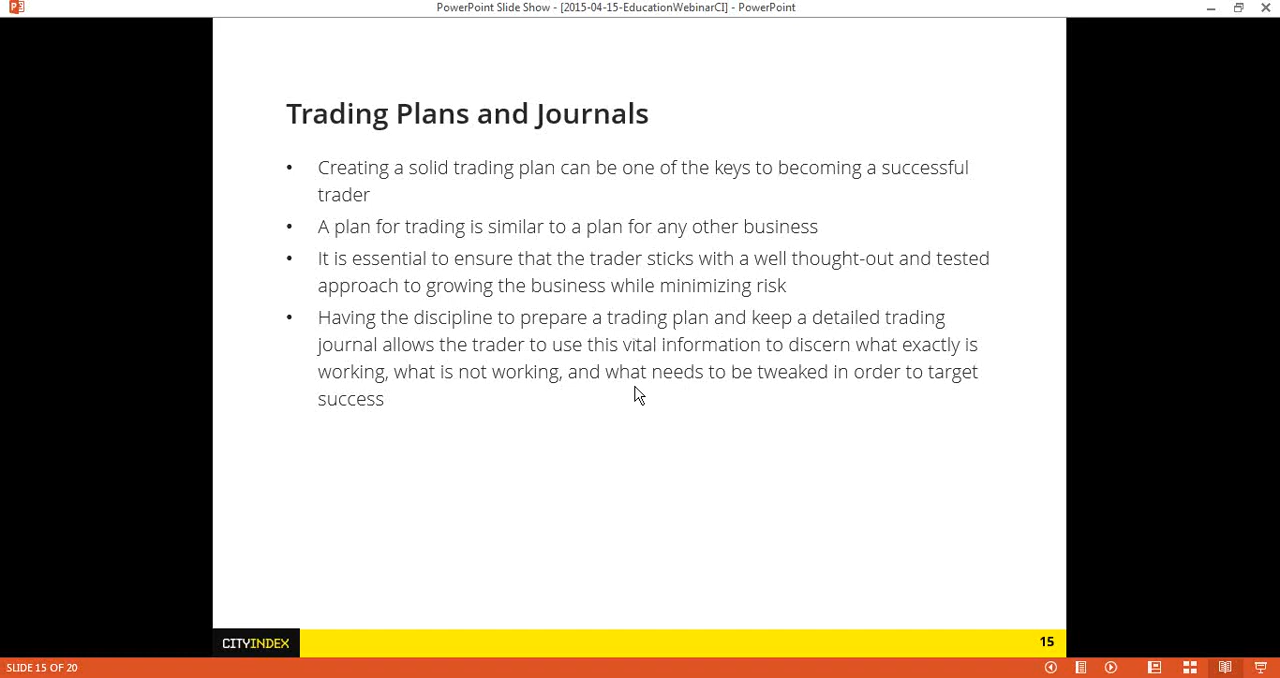 PowerPoint Slide Show - [2015-04-15-EducationWebinarCI] - PowerPoint
Trading Plans and Journals
• Creating a solid trading plan can be one of the keys to becoming a successful
trader
• A plan for trading is similar to a plan for any other business
• It is essential to ensure that the trader sticks with a well thought-out and tested
approach to growing the business while minimizing risk
• Having the discipline to prepare a trading plan and keep a detailed trading
journal allows the trader to use this vital information to discern what exactly is
working, what is not working, and what needs to be tweaked in order to target
success
CITYINDEX
15
SLIDE 15 OF 20